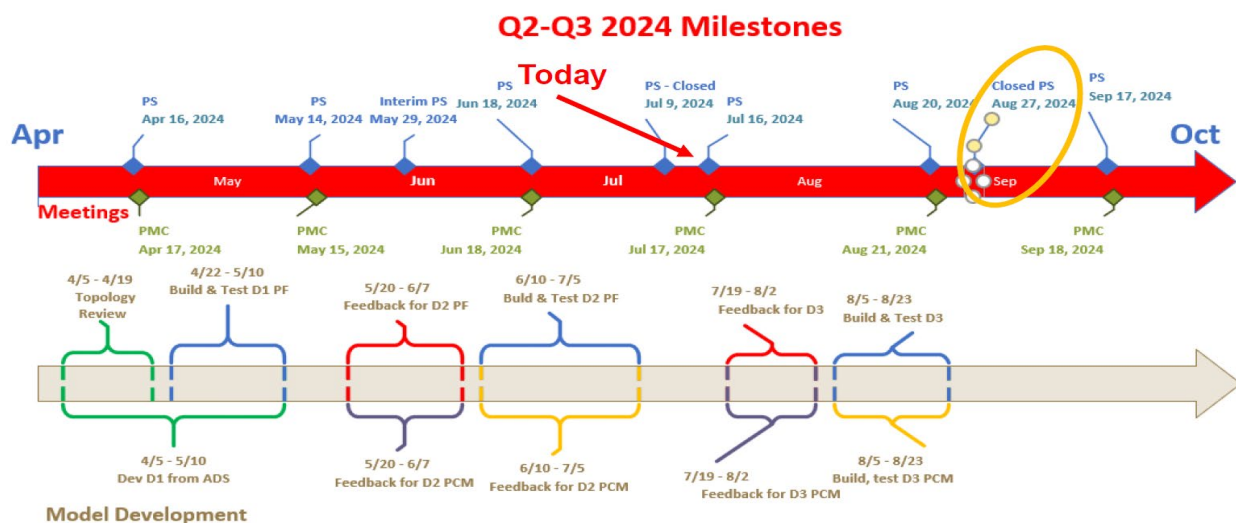 Q2-Q3 2024 Milestones
Today
PS
Apr 16, 2024
PS
May 14, 2024
Interim PS
May 29, 2024
PS
Jun 18, 2024
PS - Closed
Jul 9, 2024
PS
Jul 16, 2024
PS
Aug 20, 2024
Closed PS
Aug 27, 2024
PS
Sep 17, 2024
Apr
Oct
May
Jun
Jul
Aug
Sep
Meetings
PMC
Apr 17, 2024
PMC
May 15, 2024
PMC
Jun 18, 2024
PMC
Jul 17, 2024
PMC
Aug 21, 2024
PMC
Sep 18, 2024
4/5 - 4/19
Topology
Review
4/22 - 5/10
Build & Test D1 PF
5/20 - 6/7
Feedback for D2 PF
6/10 - 7/5
Buld & Test D2 PF
7/19 - 8/2
Feedback for D3
8/5 - 8/23
Build & Test D3
4/5 - 5/10
Dev D1 from ADS
5/20 - 6/7
Feedback for D2 PCM
6/10 - 7/5
Feedback for D2 PCM
7/19 - 8/2
Feedback for D3 PCM
8/5 - 8/23
Build, test D3 PCM
Model Development